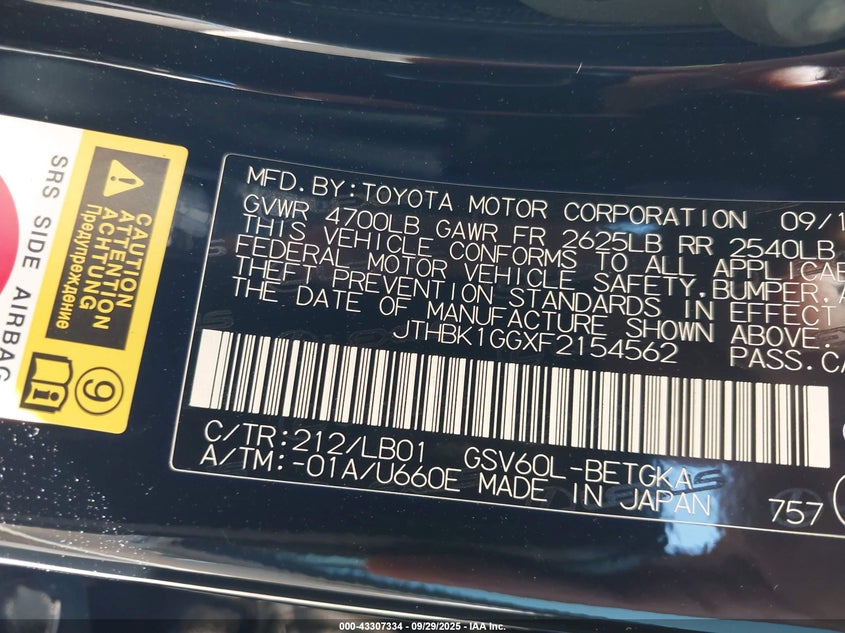 MFD.BY:TOYOTA MOTOR CORPORATION 09/1
GVWR 4700LB GAWR FR 2625LB RR 2540LB
THIS VEHICLE CONFORMS TO ALL APPLICAB
FEDERAL MOTOR VEHICLE SAFETY,BUMPER,A
THEFT PREVENTION STANDARDS IN EFFECT
THE DATE OF MANUFACTURE SHOWN ABOVE
JTHBK1GGXF2154562 PASS.CA
C/TR:212/LB01 GSV60L-BETGKA
A/TM:-01A/U660E MADE IN JAPAN 757
SRS SIDE AIRBAG
CAUTION
ATTENTION
ACHTUNG
Предупреждение
9
000-43307334 - 09/29/2025 - IAA Inc.